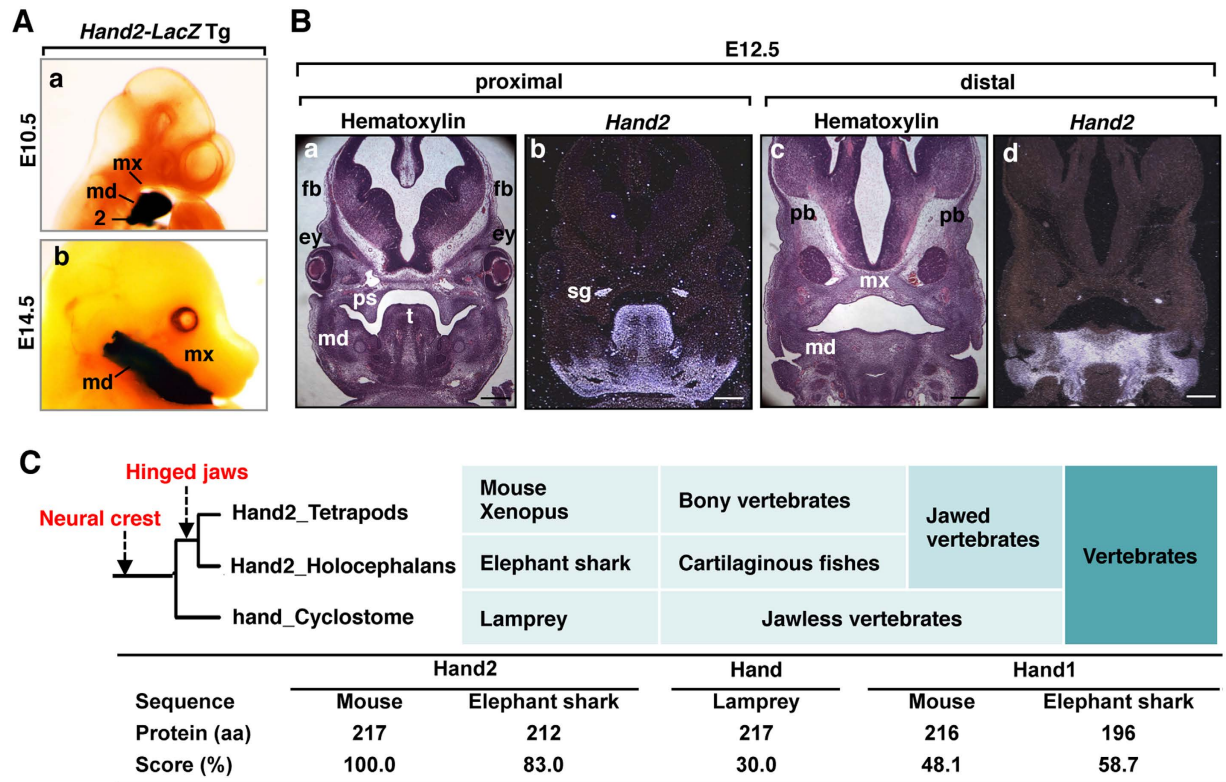 A
Hand2-LacZ Tg
E10.5
a
mx
md
2
E14.5
b
mx
md
B
E12.5
proximal
distal
Hematoxylin
Hand2
Hematoxylin
Hand2
a
fb
fb
ey
ey
ps
t
md
b
sg
c
pb
pb
mx
md
d
C
Hinged jaws
Neural crest
Hand2_Tetrapods
Hand2_Holocephalans
hand_Cyclostome
Mouse
Xenopus
Bony vertebrates
Jawed
vertebrates
Vertebrates
Elephant shark
Cartilaginous fishes
Lamprey
Jawless vertebrates
Hand2 Hand Hand1
Sequence Mouse Elephant shark Lamprey Mouse Elephant shark
Protein (aa) 217 212 217 216 196
Score (%) 100.0 83.0 30.0 48.1 58.7